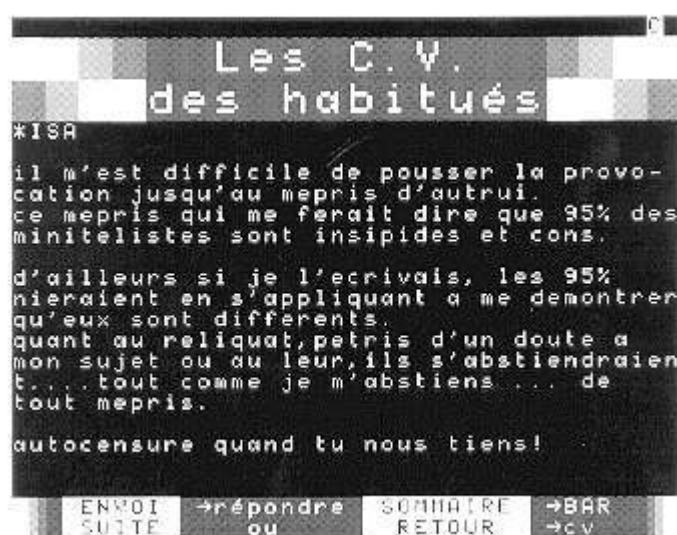 C
Les C.V.
des habitués
*ISA
il m'est difficile de pousser la provo-
cation jusqu'au mepris d'autrui.
ce mepris qui me ferait dire que 95% des
minitelistes sont insipides et cons.
d'ailleurs si je l'ecrivais, les 95%
nieraient en s'appliquant a me demontrer
qu'eux sont differents.
quant au reliquat,petris d'un doute a
mon sujet ou au leur,ils s'abstiendraien
t....tout comme je m'abstiens ... de
tout mepris.
autocensure quand tu nous tiens!
ENVOI →répondre SOMMAIRE →BAR
SUITE ou RETOUR →cv